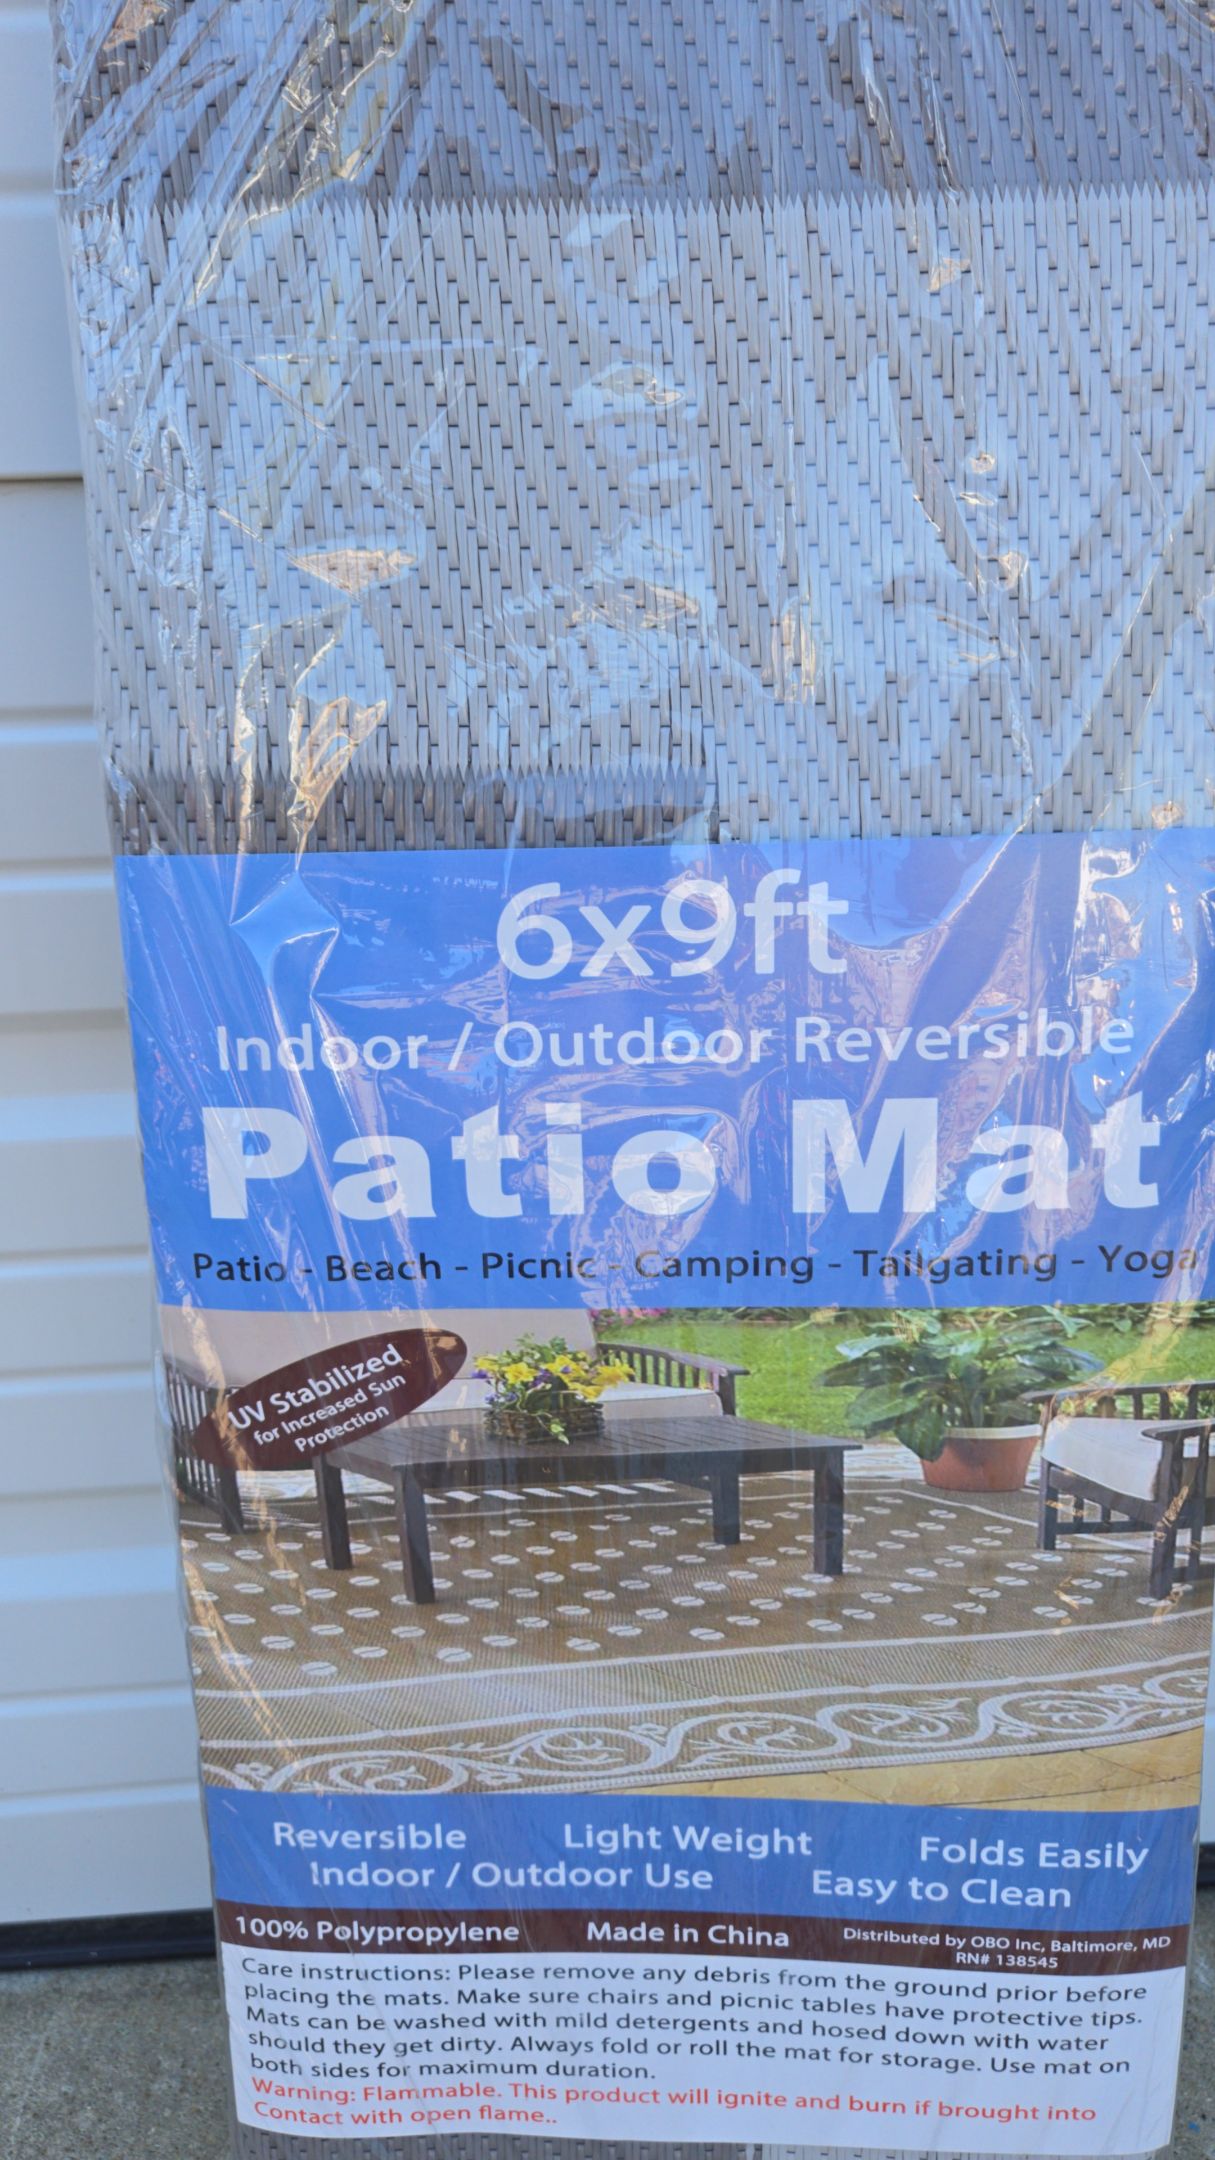 6x9ft
Indoor / Outdoor Reversible
Patio Mat
Patio - Beach - Picnic - Camping - Tailgating - Yoga
UV Stabilized
for Increased Sun
Protection
Reversible Light Weight Folds Easily
Indoor / Outdoor Use Easy to Clean
100% Polypropylene Made in China Distributed by OBO Inc, Baltimore, MD
RN# 138545
Care instructions: Please remove any debris from the ground prior before
placing the mats. Make sure chairs and picnic tables have protective tips.
Mats can be washed with mild detergents and hosed down with water
should they get dirty. Always fold or roll the mat for storage. Use mat on
both sides for maximum duration.
Warning: Flammable. This product will ignite and burn if brought into
Contact with open flame..